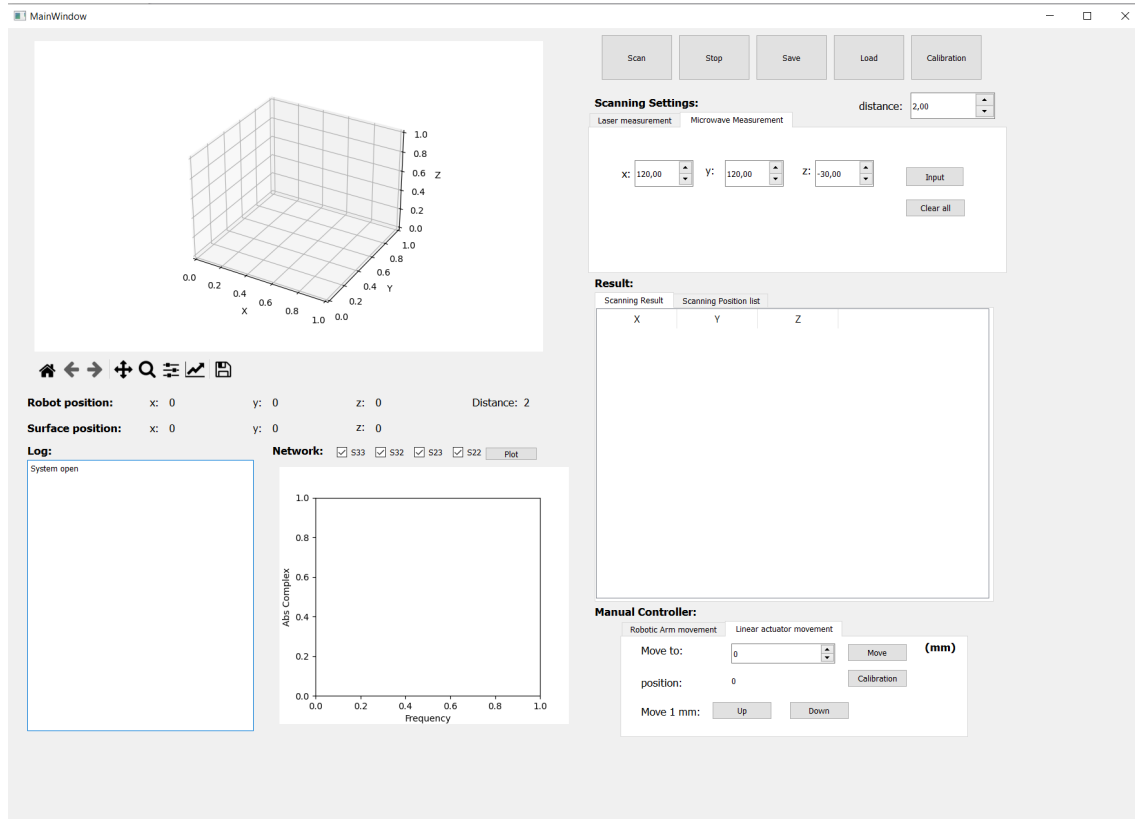 MainWindow
Scan Stop Save Load Calibration
Scanning Settings: distance: 2,00
Laser measurement Microwave Measurement
x: 120,00 y: 120,00 z: -30,00 Input
Clear all
1.0
0.8
0.6 Z
0.4
0.2
0.0
1.0
0.8
0.6
0.4 Y
0.2
0.0
0.0 0.2 0.4 0.6 0.8 1.0
X
Result:
Scanning Result Scanning Position list
X Y Z
Robot position: x: 0 y: 0 z: 0 Distance: 2
Surface position: x: 0 y: 0 z: 0
Log:
System open
Network: S33 S32 S23 S22 Plot
1.0
0.8
0.6
0.4
0.2
0.0
Abs Complex
0.0 0.2 0.4 0.6 0.8 1.0
Frequency
Manual Controller:
Robotic Arm movement Linear actuator movement
Move to: 0 Move (mm)
position: 0 Calibration
Move 1 mm: Up Down